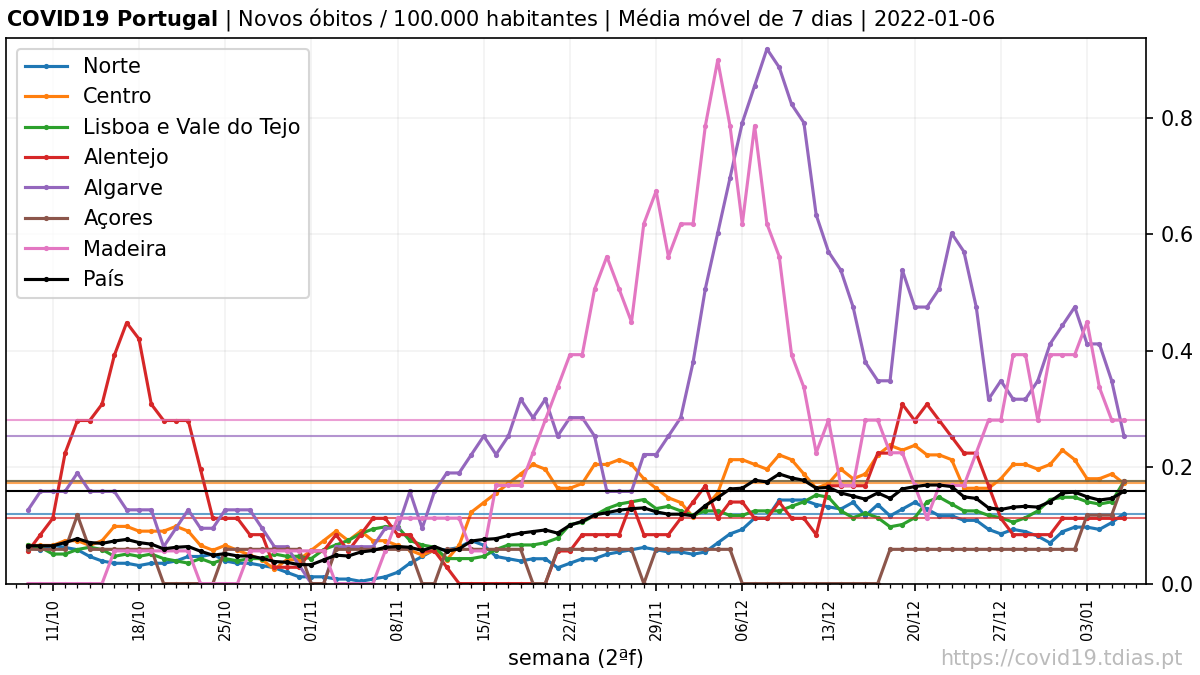 COVID19 Portugal | Novos óbitos / 100.000 habitantes | Média móvel de 7 dias | 2022-01-06
Norte
Centro
Lisboa e Vale do Tejo
Alentejo
Algarve
Açores
Madeira
País
0.8
0.6
0.4
0.2
0.0
11/10 18/10 25/10 01/11 08/11 15/11 22/11 29/11 06/12 13/12 20/12 27/12 03/01
semana (2ªf)
https://covid19.tdias.pt